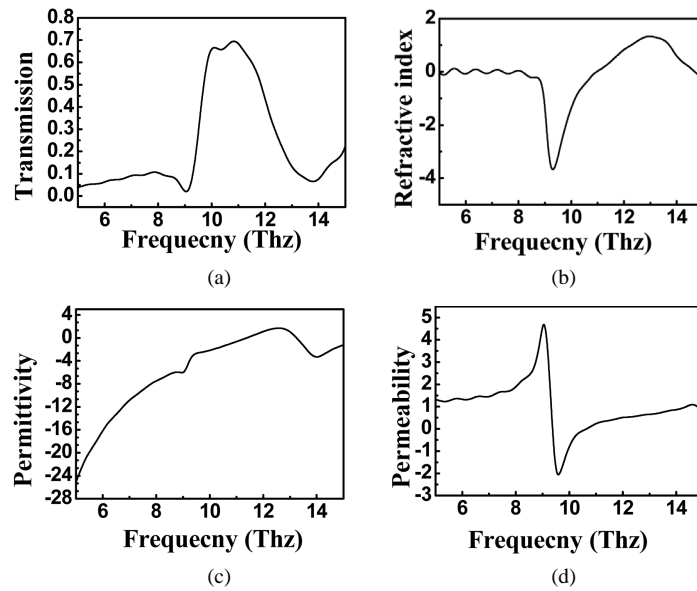 0.8
0.7
0.6
0.5
0.4
0.3
0.2
0.1
0.0
Transmission
6 8 10 12 14
Frequecny (Thz)
(a)
2
0
-2
-4
Refractive index
6 8 10 12 14
Frequecny (Thz)
(b)
4
0
-4
-8
-12
-16
-20
-24
-28
Permittivity
6 8 10 12 14
Frequecny (Thz)
(c)
5
4
3
2
1
0
-1
-2
-3
Permeability
6 8 10 12 14
Frequecny (Thz)
(d)